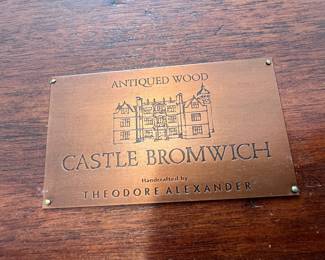 ANTIQUED WOOD
CASTLE BROMWICH
Handcrafted by
THEODORE ALEXANDER